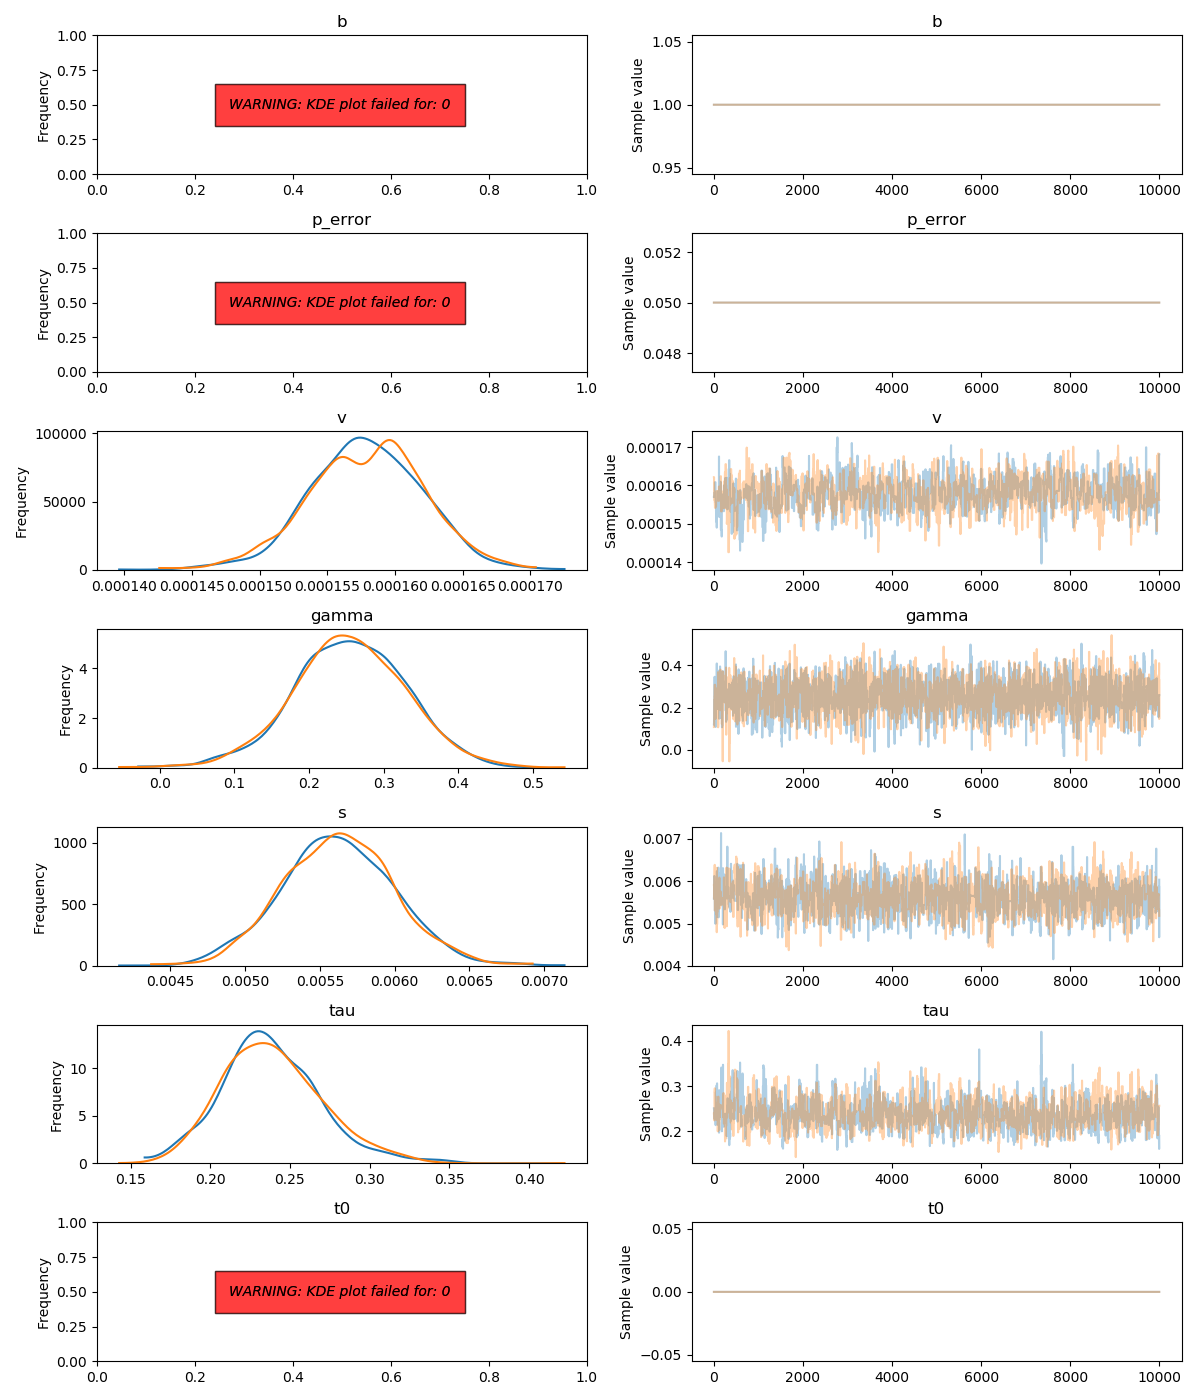 b
1.00
0.75
0.50
0.25
0.00
Frequency
WARNING: KDE plot failed for: 0
0.0 0.2 0.4 0.6 0.8 1.0
b
1.05
1.00
0.95
Sample value
0 2000 4000 6000 8000 10000
p_error
1.00
0.75
0.50
0.25
0.00
Frequency
WARNING: KDE plot failed for: 0
0.0 0.2 0.4 0.6 0.8 1.0
p_error
0.052
0.050
0.048
Sample value
0 2000 4000 6000 8000 10000
v
100000
50000
0
Frequency
0.000140 0.000145 0.000150 0.000155 0.000160 0.000165 0.000170
v
0.00017
0.00016
0.00015
0.00014
Sample value
0 2000 4000 6000 8000 10000
gamma
4
2
0
Frequency
0.0 0.1 0.2 0.3 0.4 0.5
gamma
0.4
0.2
0.0
Sample value
0 2000 4000 6000 8000 10000
s
1000
500
0
Frequency
0.0045 0.0050 0.0055 0.0060 0.0065 0.0070
s
0.007
0.006
0.005
0.004
Sample value
0 2000 4000 6000 8000 10000
tau
10
5
0
Frequency
0.15 0.20 0.25 0.30 0.35 0.40
tau
0.4
0.3
0.2
Sample value
0 2000 4000 6000 8000 10000
t0
1.00
0.75
0.50
0.25
0.00
Frequency
WARNING: KDE plot failed for: 0
0.0 0.2 0.4 0.6 0.8 1.0
t0
0.05
0.00
−0.05
Sample value
0 2000 4000 6000 8000 10000